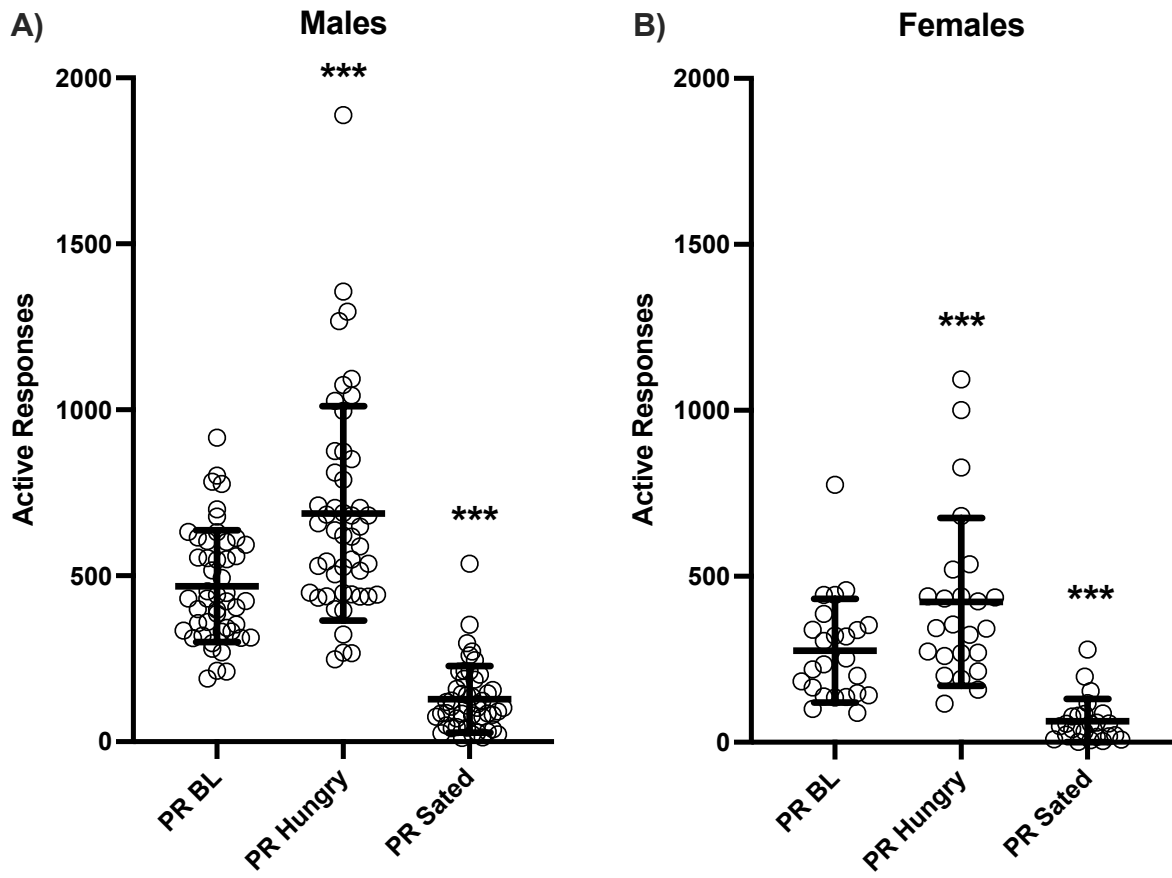 A)
Males
Active Responses
2000
1500
1000
500
0
***
***
PR BL
PR Hungry
PR Sated
B)
Females
Active Responses
2000
1500
1000
500
0
***
***
PR BL
PR Hungry
PR Sated